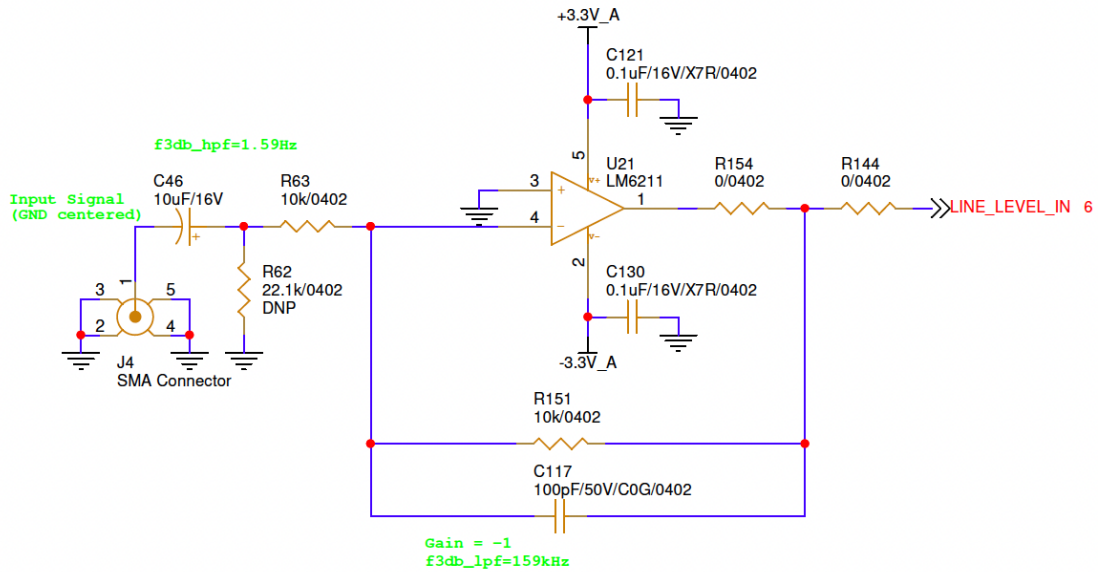 +3.3V_A
C121
0.1uF/16V/X7R/0402
f3db_hpf=1.59Hz
5
U21
LM6211
V+
R154
0/0402
R144
0/0402
C46
10uF/16V
R63
10k/0402
Input Signal
(GND centered)
3
+
1
LINE_LEVEL_IN 6
4
−
+
V−
2
R62
22.1k/0402
DNP
C130
0.1uF/16V/X7R/0402
1
3
5
2
4
-3.3V_A
J4
SMA Connector
R151
10k/0402
C117
100pF/50V/C0G/0402
Gain = −1
f3db_lpf=159kHz